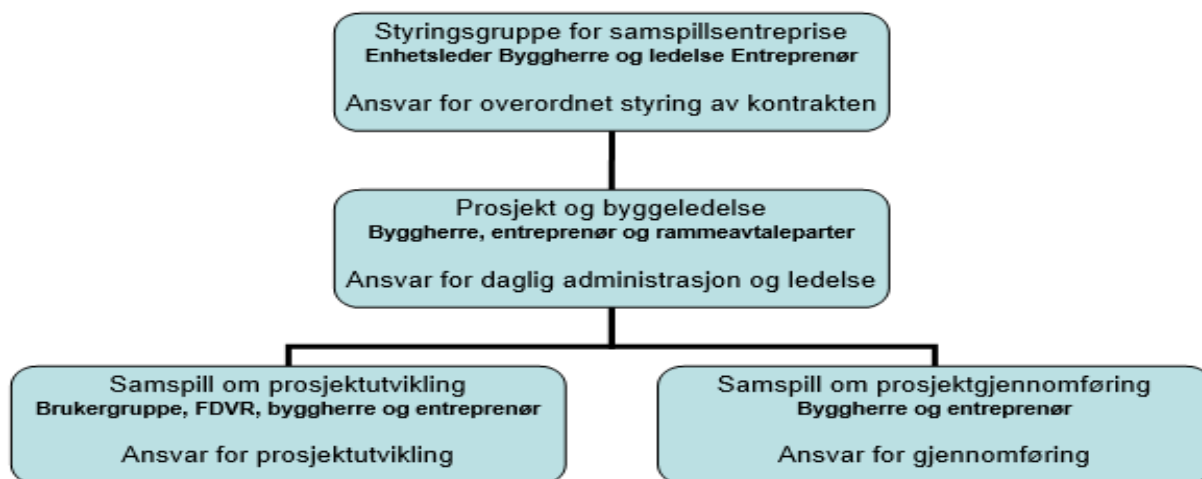 Styringsgruppe for samspillsentreprise
Enhetsleder Byggherre og ledelse Entreprenør
Ansvar for overordnet styring av kontrakten
Prosjekt og byggeledelse
Byggherre, entreprenør og rammeavtaleparter
Ansvar for daglig administrasjon og ledelse
Samspill om prosjektutvikling
Brukergruppe, FDVR, byggherre og entreprenør
Ansvar for prosjektutvikling
Samspill om prosjektgjennomføring
Byggherre og entreprenør
Ansvar for gjennomføring